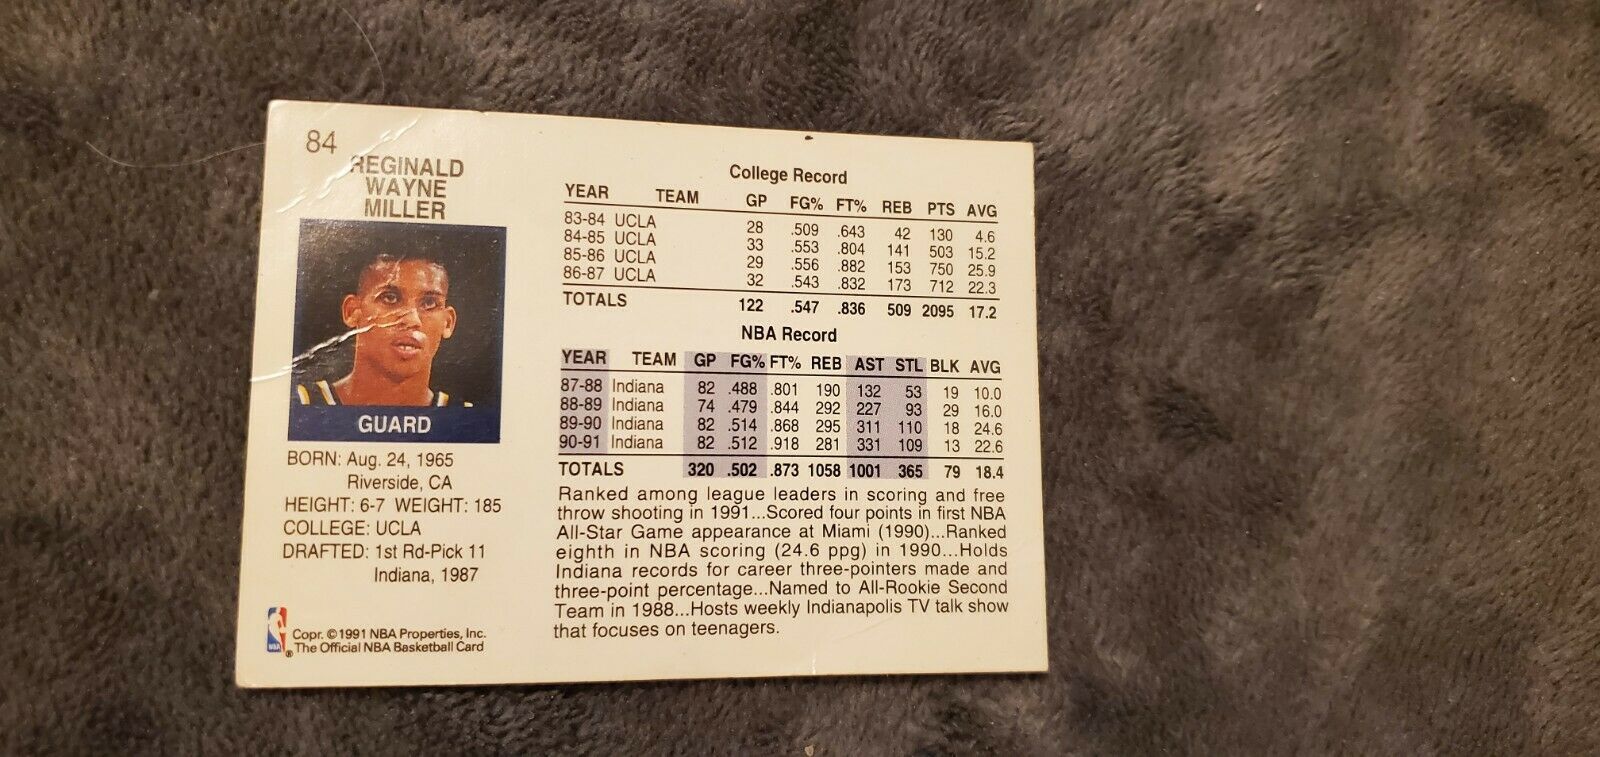 84
REGINALD
WAYNE
MILLER
GUARD
BORN: Aug. 24, 1965
Riverside, CA
HEIGHT: 6-7 WEIGHT: 185
COLLEGE: UCLA
DRAFTED: 1st Rd-Pick 11
Indiana, 1987
NBA
Copr. ©1991 NBA Properties, Inc.
® The Official NBA Basketball Card
College Record
YEAR TEAM GP FG% FT% REB PTS AVG
83-84 UCLA 28 .509 .643 42 130 4.6
84-85 UCLA 33 .553 .804 141 503 15.2
85-86 UCLA 29 .556 .882 153 750 25.9
86-87 UCLA 32 .543 .832 173 712 22.3
TOTALS 122 .547 .836 509 2095 17.2
NBA Record
YEAR TEAM GP FG% FT% REB AST STL BLK AVG
87-88 Indiana 82 .488 .801 190 132 53 19 10.0
88-89 Indiana 74 .479 .844 292 227 93 29 16.0
89-90 Indiana 82 .514 .868 295 311 110 18 24.6
90-91 Indiana 82 .512 .918 281 331 109 13 22.6
TOTALS 320 .502 .873 1058 1001 365 79 18.4
Ranked among league leaders in scoring and free
throw shooting in 1991...Scored four points in first NBA
All-Star Game appearance at Miami (1990)...Ranked
eighth in NBA scoring (24.6 ppg) in 1990...Holds
Indiana records for career three-pointers made and
three-point percentage...Named to All-Rookie Second
Team in 1988...Hosts weekly Indianapolis TV talk show
that focuses on teenagers.